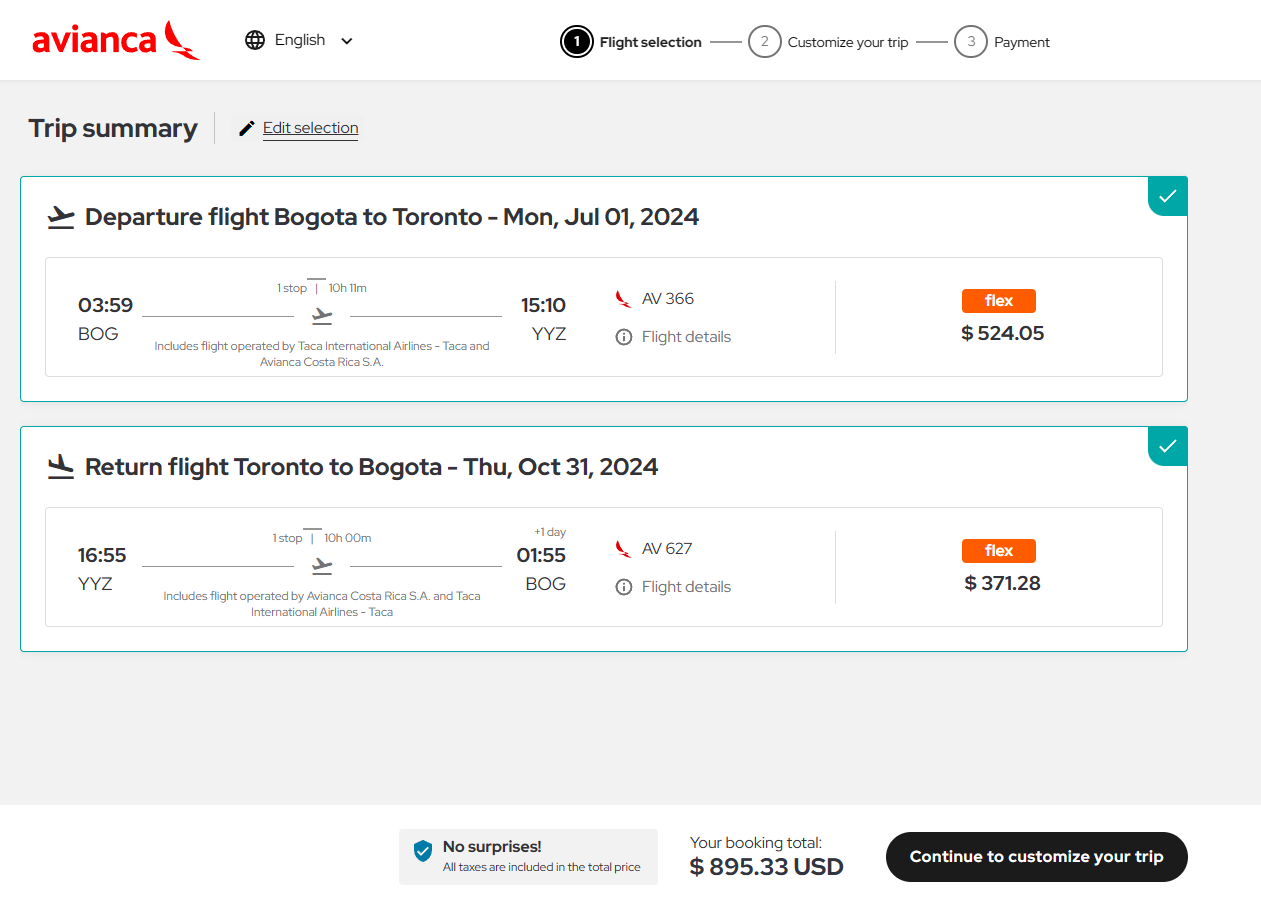 avianca
English
1 Flight selection 2 Customize your trip 3 Payment
Trip summary
Edit selection
Departure flight Bogota to Toronto - Mon, Jul 01, 2024
1 stop | 10h 11m
03:59
BOG
15:10
YYZ
Includes flight operated by Taca International Airlines - Taca and
Avianca Costa Rica S.A.
AV 366
Flight details
flex
$ 524.05
Return flight Toronto to Bogota - Thu, Oct 31, 2024
1 stop | 10h 00m
16:55
YYZ
+1 day
01:55
BOG
Includes flight operated by Avianca Costa Rica S.A. and Taca
International Airlines - Taca
AV 627
Flight details
flex
$ 371.28
No surprises!
All taxes are included in the total price
Your booking total:
$ 895.33 USD
Continue to customize your trip